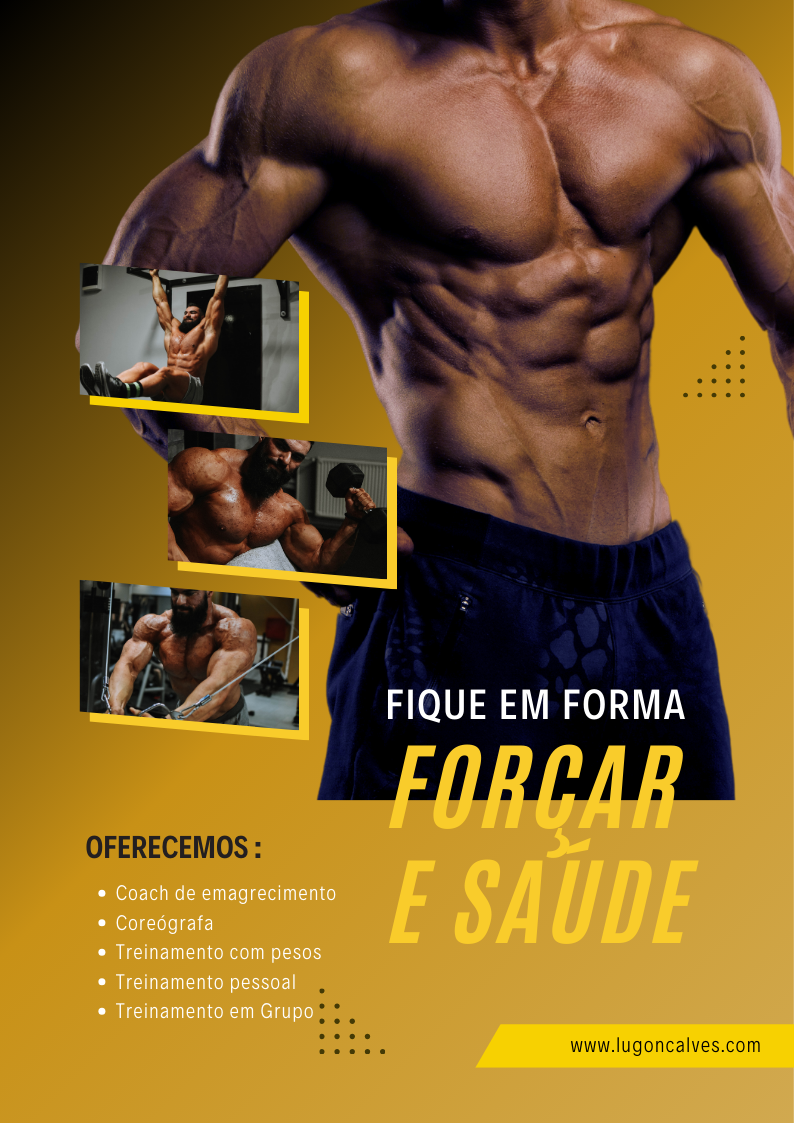 FIQUE EM FORMA
FORÇAR
E SAÚDE
OFERECEMOS :
Coach de emagrecimento
Coreógrafa
Treinamento com pesos
Treinamento pessoal
Treinamento em Grupo
www.lugoncalves.com